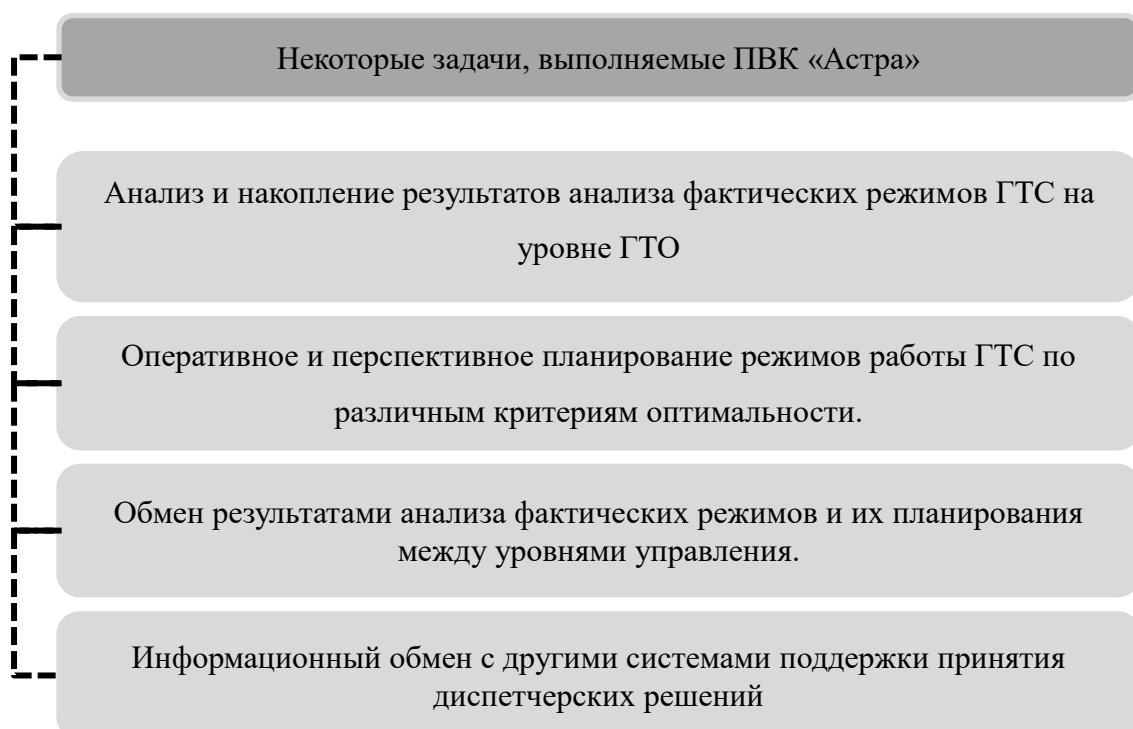 Некоторые задачи, выполняемые ПВК «Астра»
Анализ и накопление результатов анализа фактических режимов ГТС на
уровне ГТО
Оперативное и перспективное планирование режимов работы ГТС по
различным критериям оптимальности.
Обмен результатами анализа фактических режимов и их планирования
между уровнями управления.
Информационный обмен с другими системами поддержки принятия
диспетчерских решений